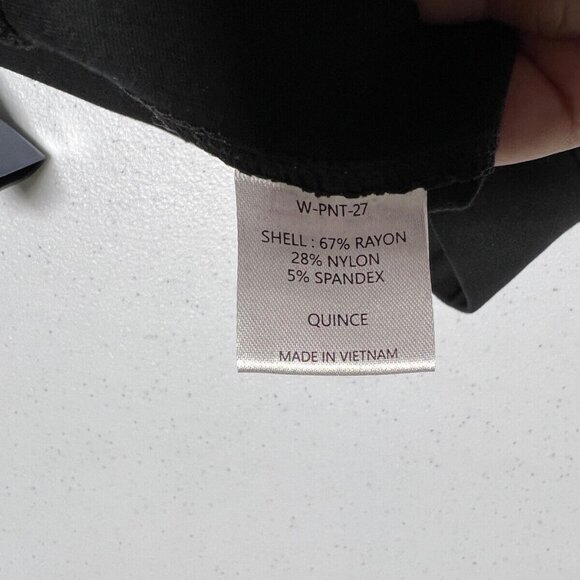 W-PNT-27
SHELL : 67% RAYON
28% NYLON
5% SPANDEX
QUINCE
MADE IN VIETNAM